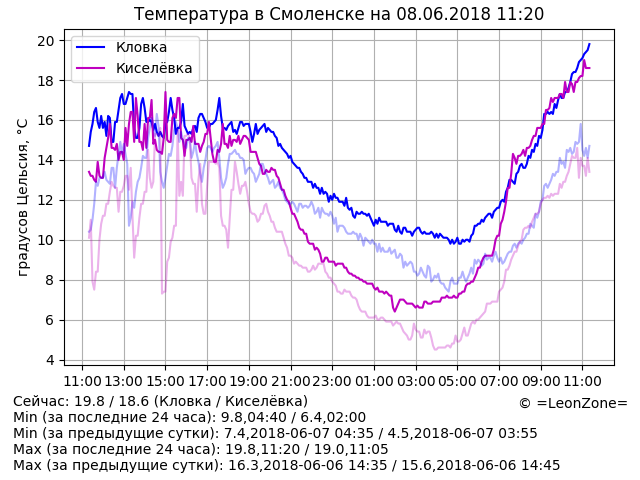 Температура в Смоленске на 08.06.2018 11:20
Кловка
Киселёвка
градусов Цельсия, °C
20
18
16
14
12
10
8
6
4
11:00 13:00 15:00 17:00 19:00 21:00 23:00 01:00 03:00 05:00 07:00 09:00 11:00
Сейчас: 19.8 / 18.6 (Кловка / Киселёвка)
© =LeonZone=
Min (за последние 24 часа): 9.8,04:40 / 6.4,02:00
Min (за предыдущие сутки): 7.4,2018-06-07 04:35 / 4.5,2018-06-07 03:55
Max (за последние 24 часа): 19.8,11:20 / 19.0,11:05
Max (за предыдущие сутки): 16.3,2018-06-06 14:35 / 15.6,2018-06-06 14:45